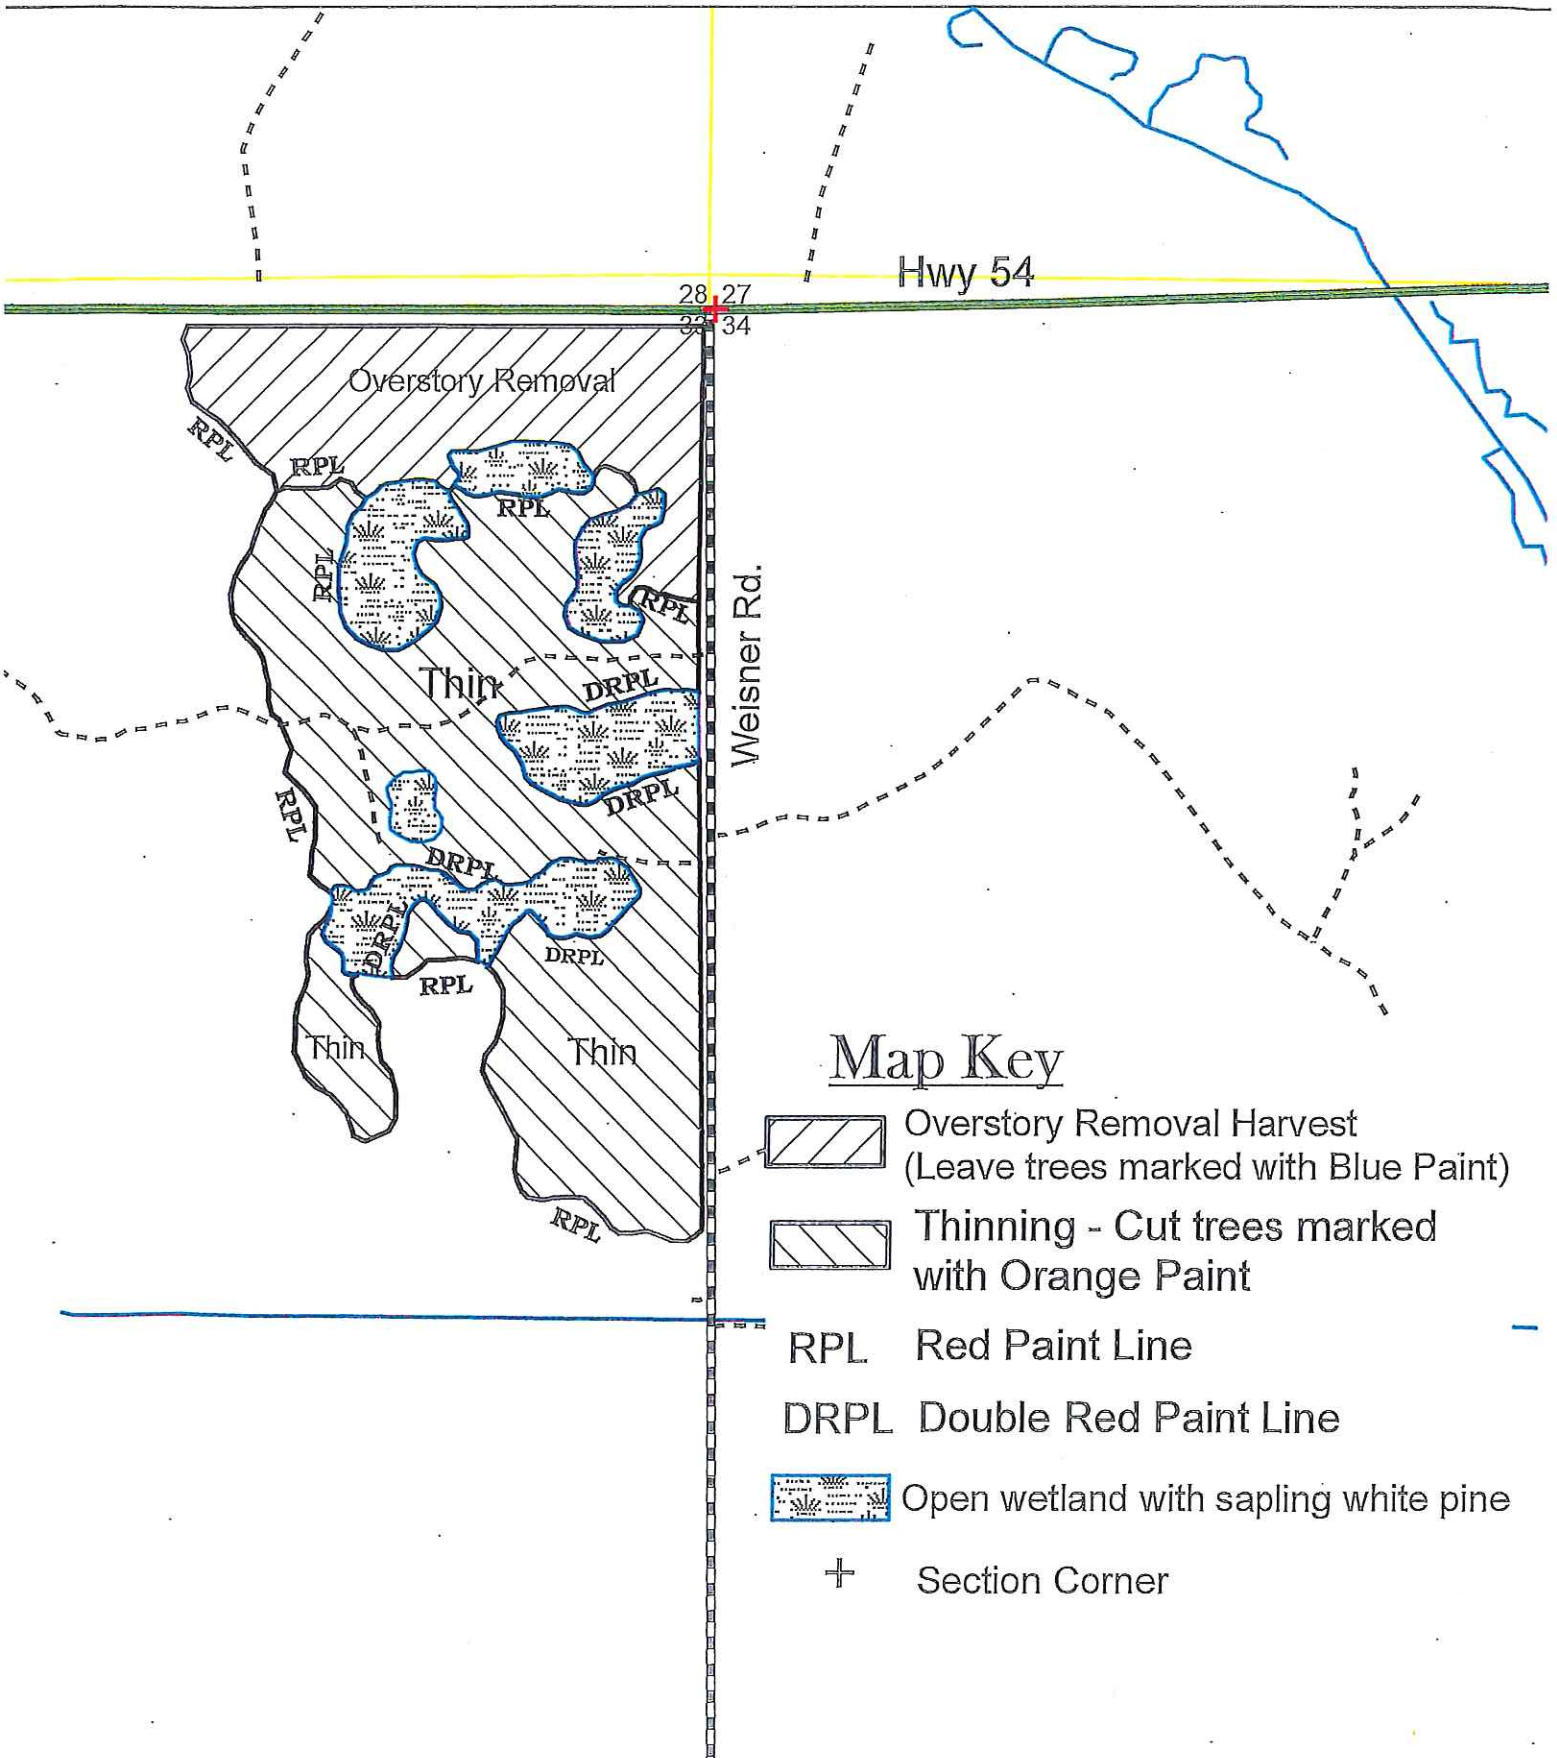 Hwy 54
28 27
33 34
Overstory Removal
RPL
RPL
RPL
RPL
RPL
Weisner Rd.
Thin
DRPL
DRPL
RPL
DRPL
DRPL
DRPL
RPL
Thin
Thin
RPL
Map Key
Overstory Removal Harvest
(Leave trees marked with Blue Paint)
Thinning - Cut trees marked
with Orange Paint
RPL Red Paint Line
DRPL Double Red Paint Line
Open wetland with sapling white pine
Section Corner